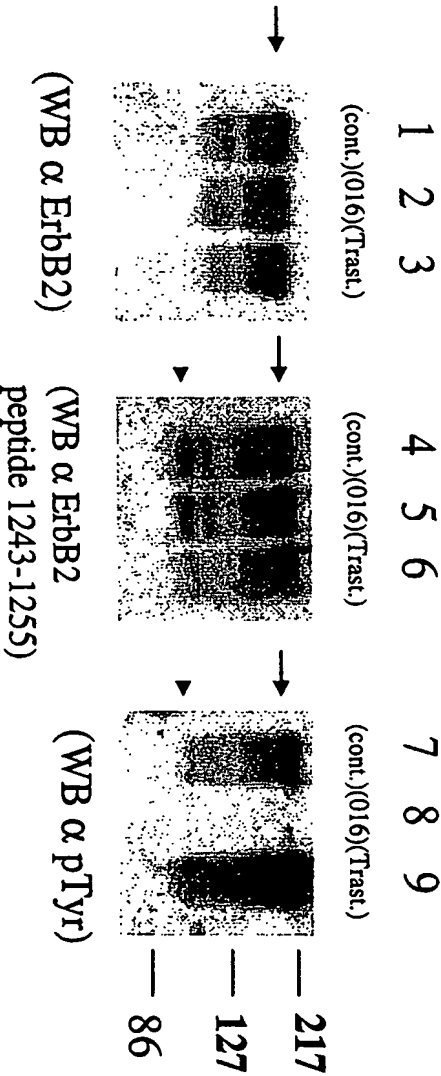 1 2 3
(cont.)(016)(Trast.)
(WB α ErbB2)
4 5 6
(cont.)(016)(Trast.)
(WB α ErbB2
peptide 1243-1255)
7 8 9
(cont.)(016)(Trast.)
(WB α pTyr)
217
127
86